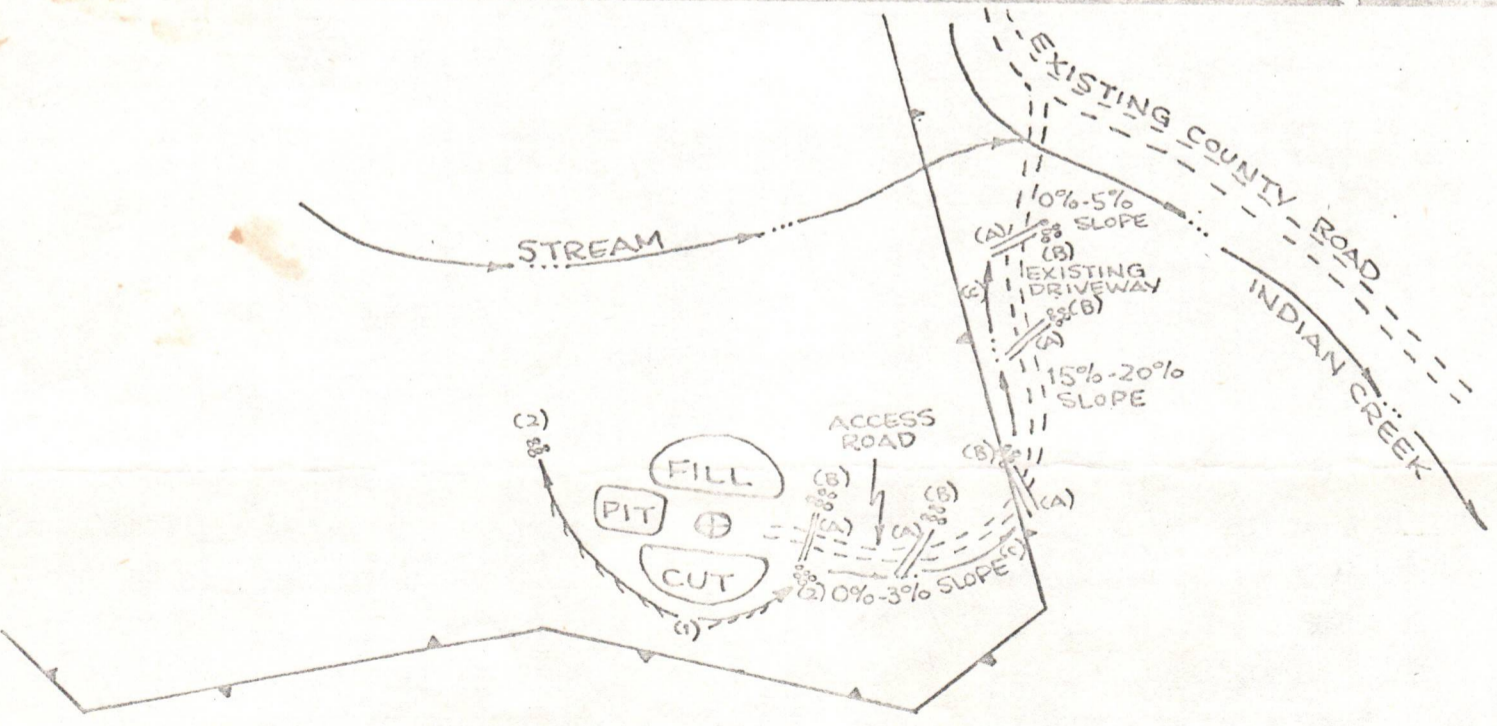 EXISTING COUNTY ROAD
0%-5%
SLOPE
(A)
(B)
STREAM
EXISTING
DRIVEWAY
(B)
(A)
INDIAN CREEK
15%-20%
SLOPE
(2)
ACCESS
ROAD
FILL
(B)
(B)
(B)
PIT
(A)
(A)
(A)
CUT
(2)
0%-3% SLOPE
(1)